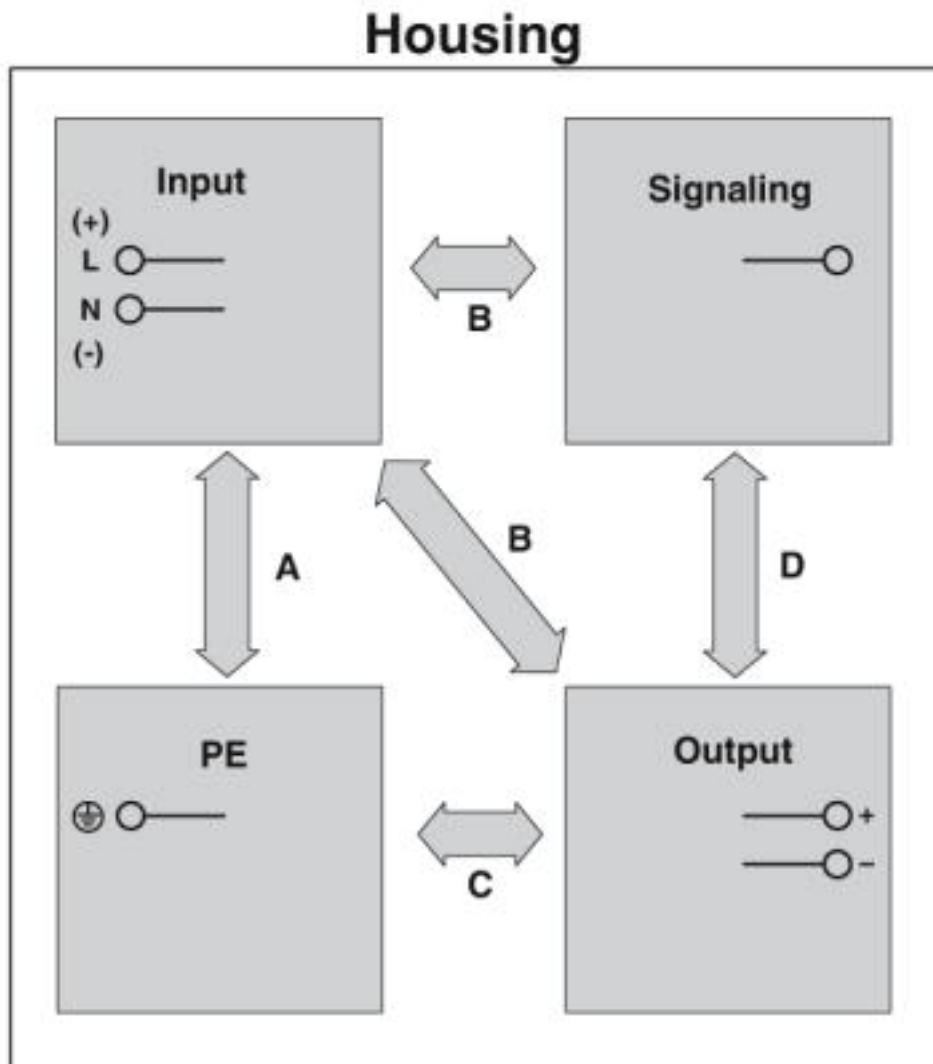 Housing
Input
(+)
L
N
(-)
Signaling
B
A
B
D
PE
Output
+
–
C